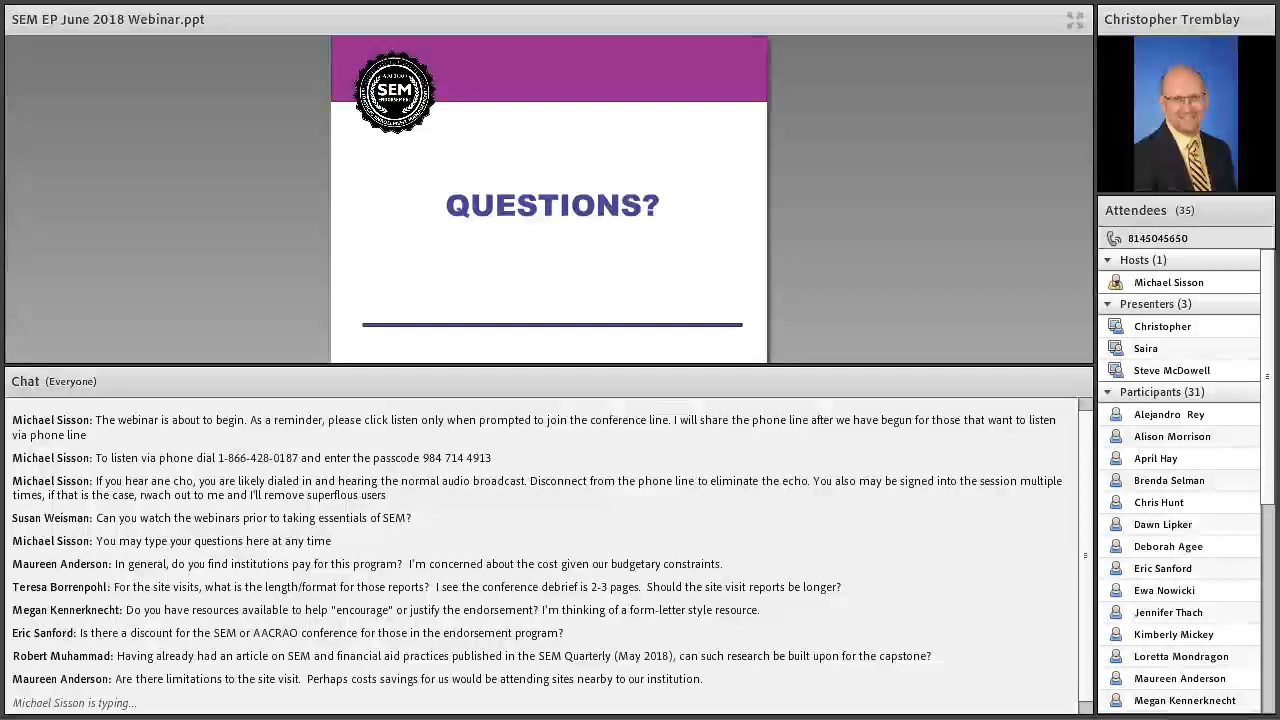 SEM EP June 2018 Webinar.ppt
Christopher Tremblay
AACRAO
SEM
QUESTIONS?
Attendees (35)
8145045650
Hosts (1)
Michael Sisson
Presenters (3)
Christopher
Saira
Steve McDowell
Participants (31)
Alejandro Rey
Alison Morrison
April Hay
Brenda Selman
Chris Hunt
Dawn Lipker
Deborah Agee
Eric Sanford
Ewa Nowicki
Jennifer Thach
Kimberly Mickey
Loretta Mondragon
Maureen Anderson
Megan Kennerknecht
Chat (Everyone)
Michael Sisson: The webinar is about to begin. As a reminder, please click listen only when prompted to join the conference line. I will share the phone line after we have begun for those that want to listen
via phone line
Michael Sisson: To listen via phone dial 1-866-428-0187 and enter the passcode 984 714 4913
Michael Sisson: If you hear ane cho, you are likely dialed in and hearing the normal audio broadcast. Disconnect from the phone line to eliminate the echo. You also may be signed into the session multiple
times, if that is the case, rwach out to me and I'll remove superflous users
Susan Weisman: Can you watch the webinars prior to taking essentials of SEM?
Michael Sisson: You may type your questions here at any time
Maureen Anderson: In general, do you find institutions pay for this program? I'm concerned about the cost given our budgetary constraints.
Teresa Borrenpohl: For the site visits, what is the length/format for those reports? I see the conference debrief is 2-3 pages. Should the site visit reports be longer?
Megan Kennerknecht: Do you have resources available to help "encourage" or justify the endorsement? I'm thinking of a form-letter style resource.
Eric Sanford: Is there a discount for the SEM or AACRAO conference for those in the endorsement program?
Robert Muhammad: Having already had an article on SEM and financial aid practices published in the SEM Quarterly (May 2018), can such research be built upon for the capstone?
Maureen Anderson: Are there limitations to the site visit. Perhaps costs savings for us would be attending sites nearby to our institution.
Michael Sisson is typing...